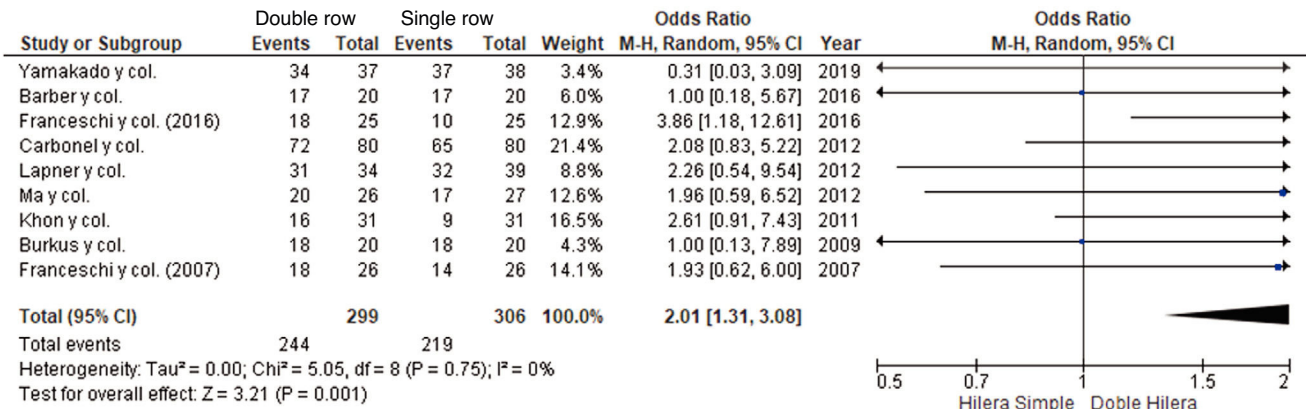 Double row Single row Odds Ratio Odds Ratio
Study or Subgroup Events Total Events Total Weight M-H, Random, 95% CI Year M-H, Random, 95% CI
Yamakado y col. 34 37 37 38 3.4% 0.31 [0.03, 3.09] 2019
Barber y col. 17 20 17 20 6.0% 1.00 [0.18, 5.67] 2016
Franceschi y col. (2016) 18 25 10 25 12.9% 3.86 [1.18, 12.61] 2016
Carbonel y col. 72 80 65 80 21.4% 2.08 [0.83, 5.22] 2012
Lapner y col. 31 34 32 39 8.8% 2.26 [0.54, 9.54] 2012
Ma y col. 20 26 17 27 12.6% 1.96 [0.59, 6.52] 2012
Khon y col. 16 31 9 31 16.5% 2.61 [0.91, 7.43] 2011
Burkus y col. 18 20 18 20 4.3% 1.00 [0.13, 7.89] 2009
Franceschi y col. (2007) 18 26 14 26 14.1% 1.93 [0.62, 6.00] 2007
Total (95% CI) 299 306 100.0% 2.01 [1.31, 3.08]
Total events 244 219
Heterogeneity: Tau² = 0.00; Chi² = 5.05, df = 8 (P = 0.75); I² = 0%
Test for overall effect: Z = 3.21 (P = 0.001)
0.5 0.7 1 1.5 2
Hilera Simple Doble Hilera